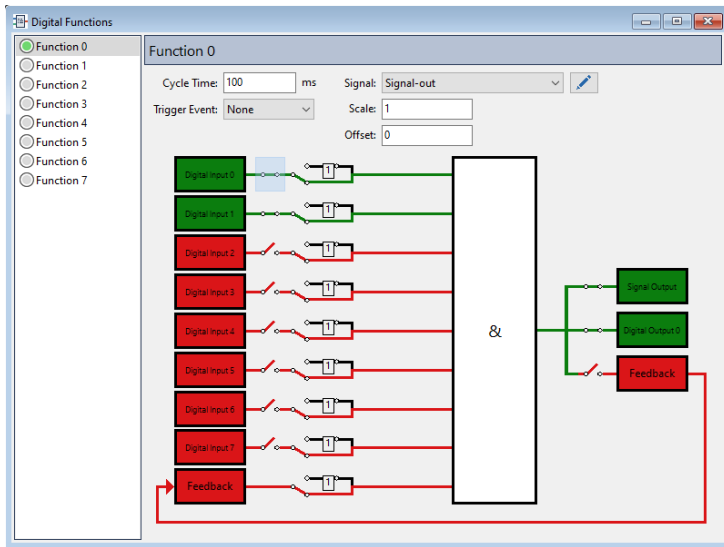 Digital Functions
Function 0
Function 1
Function 2
Function 3
Function 4
Function 5
Function 6
Function 7
Function 0
Cycle Time: 100 ms Signal: Signal-out
Trigger Event: None Scale: 1
Offset: 0
Digital Input 0 1
Digital Input 1 1
Digital Input 2 1
Digital Input 3 1
Digital Input 4 1
Digital Input 5 1
Digital Input 6 1
Digital Input 7 1
Feedback 1
&
Signal Output
Digital Output 0
Feedback